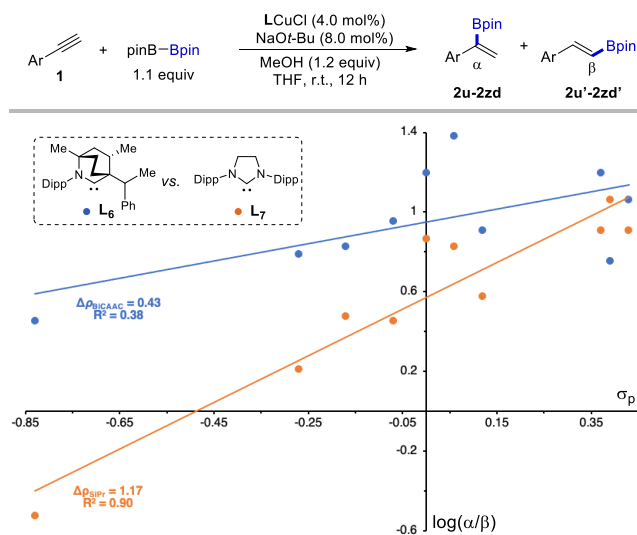 Ar
1
+
pinB—Bpin
1.1 equiv
LCuCl (4.0 mol%)
NaOt-Bu (8.0 mol%)
MeOH (1.2 equiv)
THF, r.t., 12 h
Bpin
Ar
α
2u-2zd
+
Ar
Bpin
β
2u'-2zd'
Me
Me
N
Dipp
Me
Ph
L6
vs.
Dipp
N
N
Dipp
L7
1.4
1
0.6
0.2
-0.2
-0.6
-0.85
-0.65
-0.45
-0.25
-0.05
0.15
0.35
σp
log(α/β)
ΔρBICAAC = 0.43
R² = 0.38
ΔρSIPr = 1.17
R² = 0.90